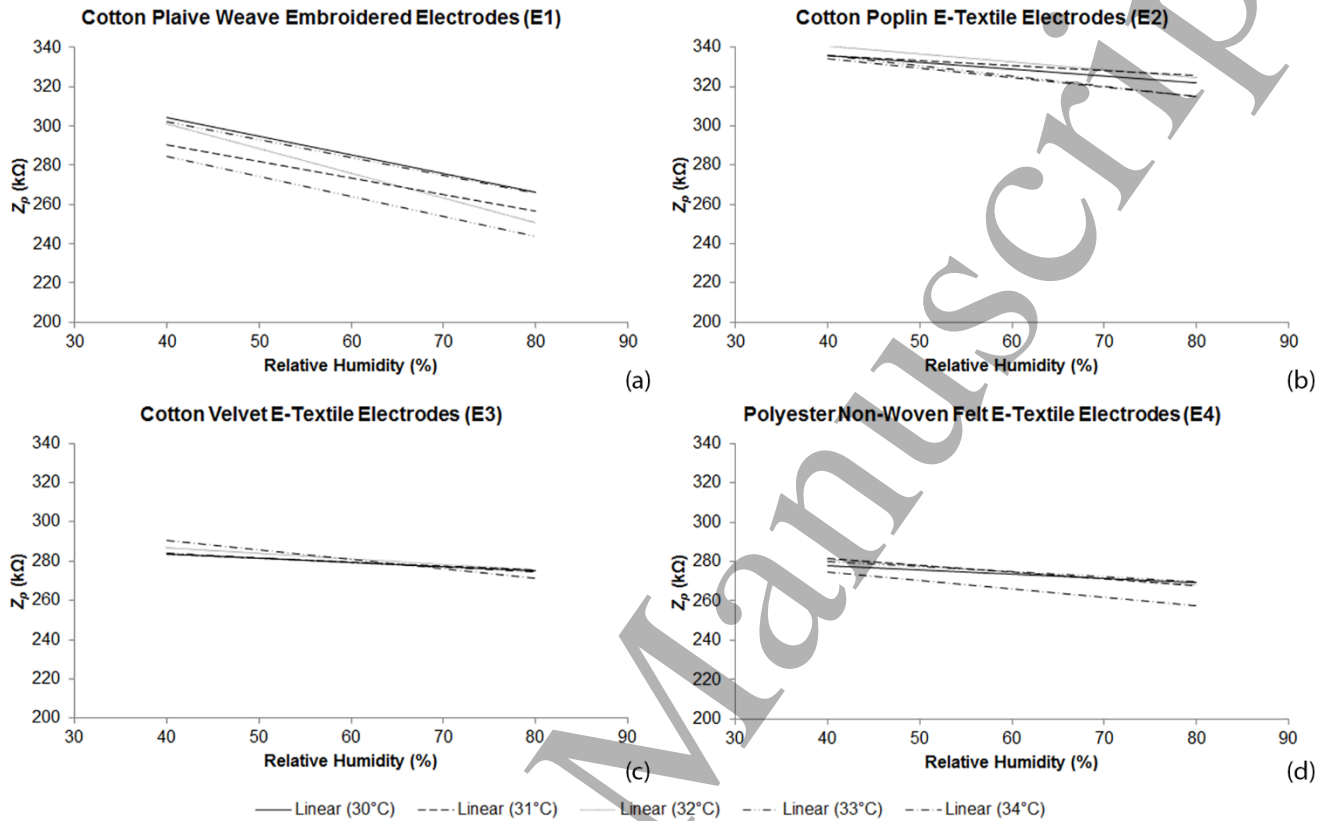 Cotton Plaive Weave Embroidered Electrodes (E1)
340
320
300
280
260
240
220
200
Zp (kΩ)
30 40 50 60 70 80 90
Relative Humidity (%)
(a)
Cotton Poplin E-Textile Electrodes (E2)
340
320
300
280
260
240
220
200
Zp (kΩ)
30 40 50 60 70 80 90
Relative Humidity (%)
(b)
Cotton Velvet E-Textile Electrodes (E3)
340
320
300
280
260
240
220
200
Zp (kΩ)
30 40 50 60 70 80 90
Relative Humidity (%)
(c)
Polyester Non-Woven Felt E-Textile Electrodes (E4)
340
320
300
280
260
240
220
200
Zp (kΩ)
30 40 50 60 70 80 90
Relative Humidity (%)
(d)
Linear (30°C) Linear (31°C) Linear (32°C) Linear (33°C) Linear (34°C)
Manuscrip